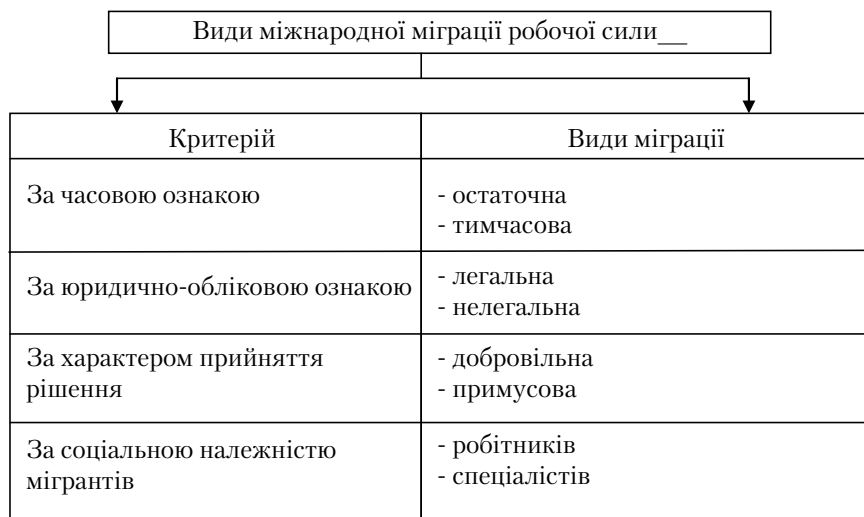 Види міжнародної міграції робочої сили__
Критерій
Види міграції
За часовою ознакою
- остаточна
- тимчасова
За юридично-обліковою ознакою
- легальна
- нелегальна
За характером прийняття
рішення
- добровільна
- примусова
За соціальною належністю
мігрантів
- робітників
- спеціалістів